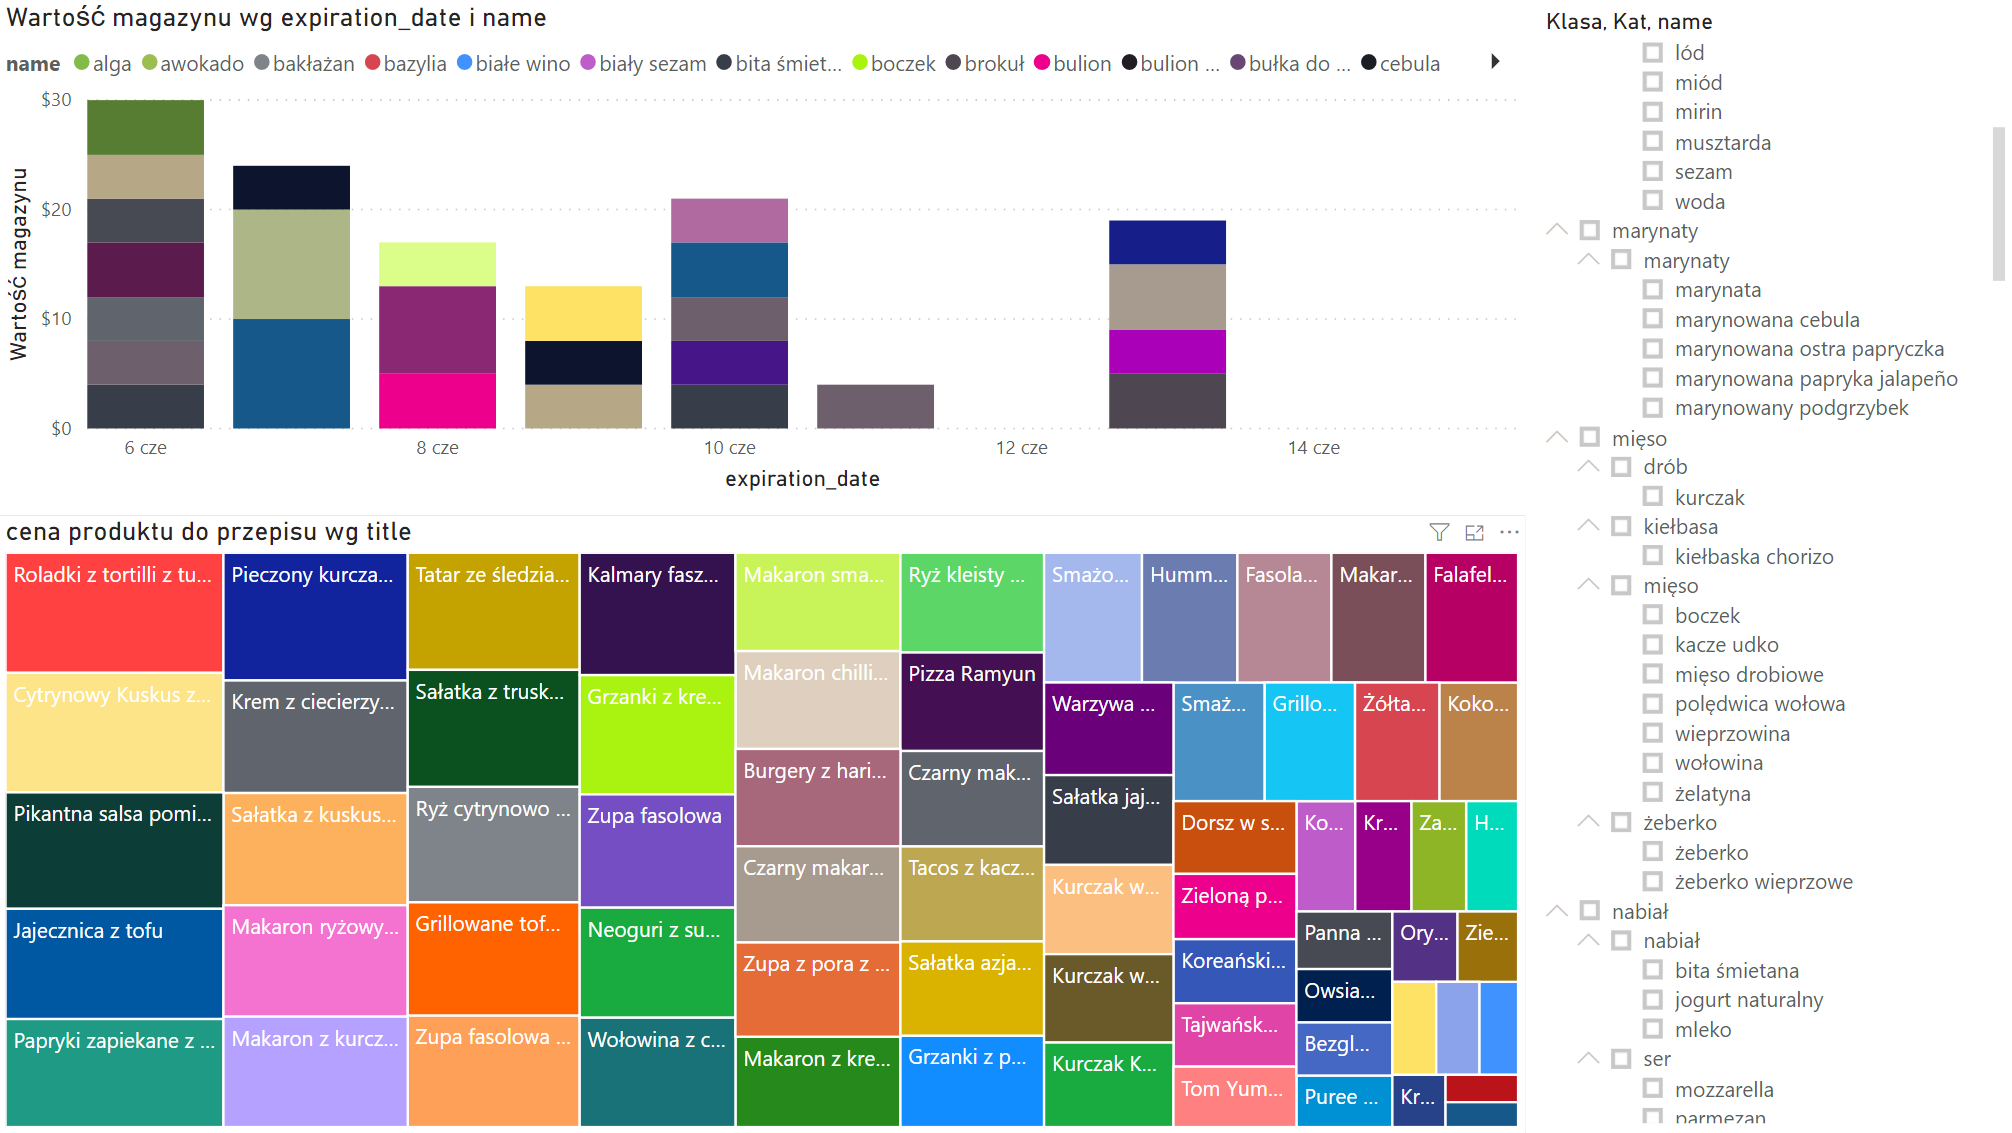 Wartość magazynu wg expiration_date i name
name alga awokado bakłażan bazylia białe wino biały sezam bita śmiet... boczek brokuł bulion bulion ... bułka do ... cebula
$30
$20
$10
$0
Wartość magazynu
6 cze 8 cze 10 cze 12 cze 14 cze
expiration_date
cena produktu do przepisu wg title
Roladki z tortilli z tu...
Cytrynowy Kuskus z...
Pikantna salsa pomi...
Jajecznica z tofu
Papryki zapiekane z ...
Pieczony kurcza...
Krem z ciecierzy...
Sałatka z kuskus...
Makaron ryżowy...
Makaron z kurcz...
Tatar ze śledzia...
Sałatka z trusk...
Ryż cytrynowo ...
Grillowane tof...
Zupa fasolowa ...
Kalmary fasz...
Grzanki z kre...
Zupa fasolowa
Neoguri z su...
Wołowina z c...
Makaron sma...
Makaron chilli...
Burgery z hari...
Czarny makar...
Zupa z pora z ...
Makaron z kre...
Ryż kleisty ...
Pizza Ramyun
Czarny mak...
Tacos z kacz...
Sałatka azja...
Grzanki z p...
Smażo...
Humm...
Fasola...
Makar...
Falafel...
Warzywa ...
Sałatka jaj...
Kurczak w...
Kurczak w...
Kurczak K...
Smaż...
Grillo...
Żółta...
Koko...
Dorsz w s...
Zieloną p...
Koreański...
Tajwańsk...
Tom Yum...
Ko...
Kr...
Za...
H...
Panna ...
Owsia...
Bezgl...
Puree ...
Ory...
Zie...
Kr...
Klasa, Kat, name
lód
miód
mirin
musztarda
sezam
woda
marynaty
marynaty
marynata
marynowana cebula
marynowana ostra papryczka
marynowana papryka jalapeño
marynowany podgrzybek
mięso
drób
kurczak
kiełbasa
kiełbaska chorizo
mięso
boczek
kacze udko
mięso drobiowe
polędwica wołowa
wieprzowina
wołowina
żelatyna
żeberko
żeberko
żeberko wieprzowe
nabiał
nabiał
bita śmietana
jogurt naturalny
mleko
ser
mozzarella
parmezan